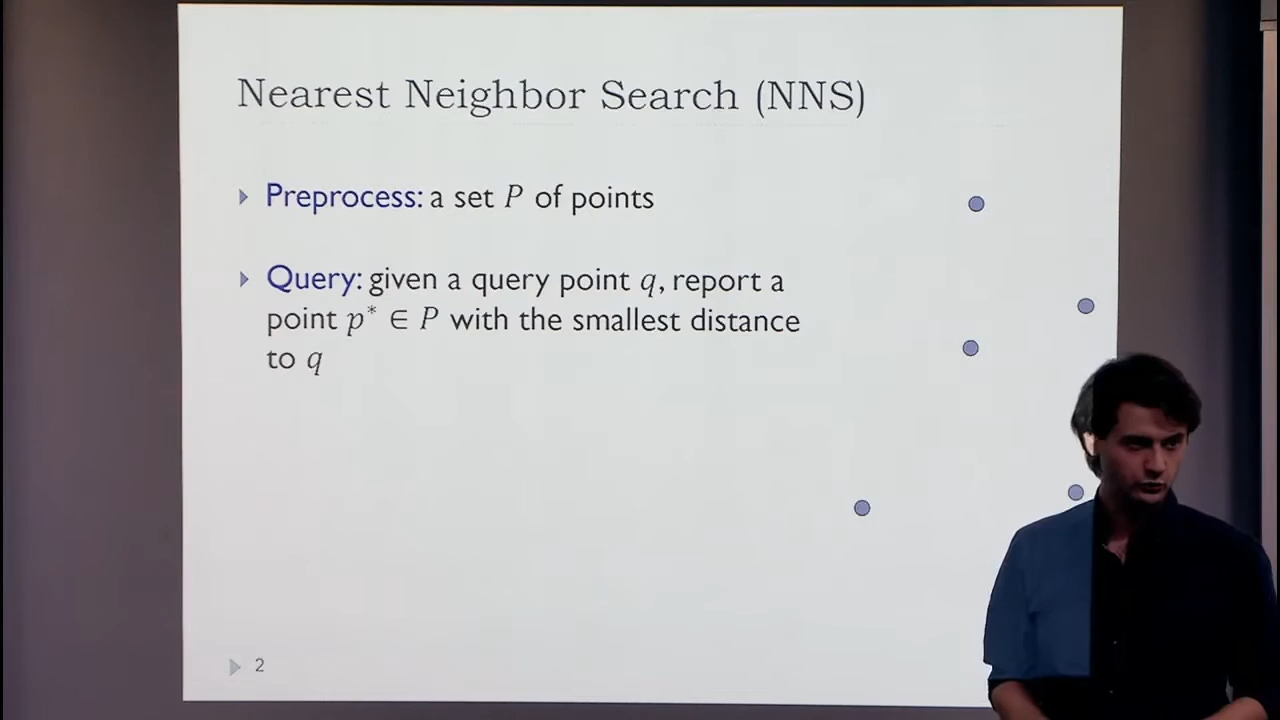 Nearest Neighbor Search (NNS)
Preprocess: a set P of points
Query: given a query point q, report a
point p* ∈ P with the smallest distance
to q
2